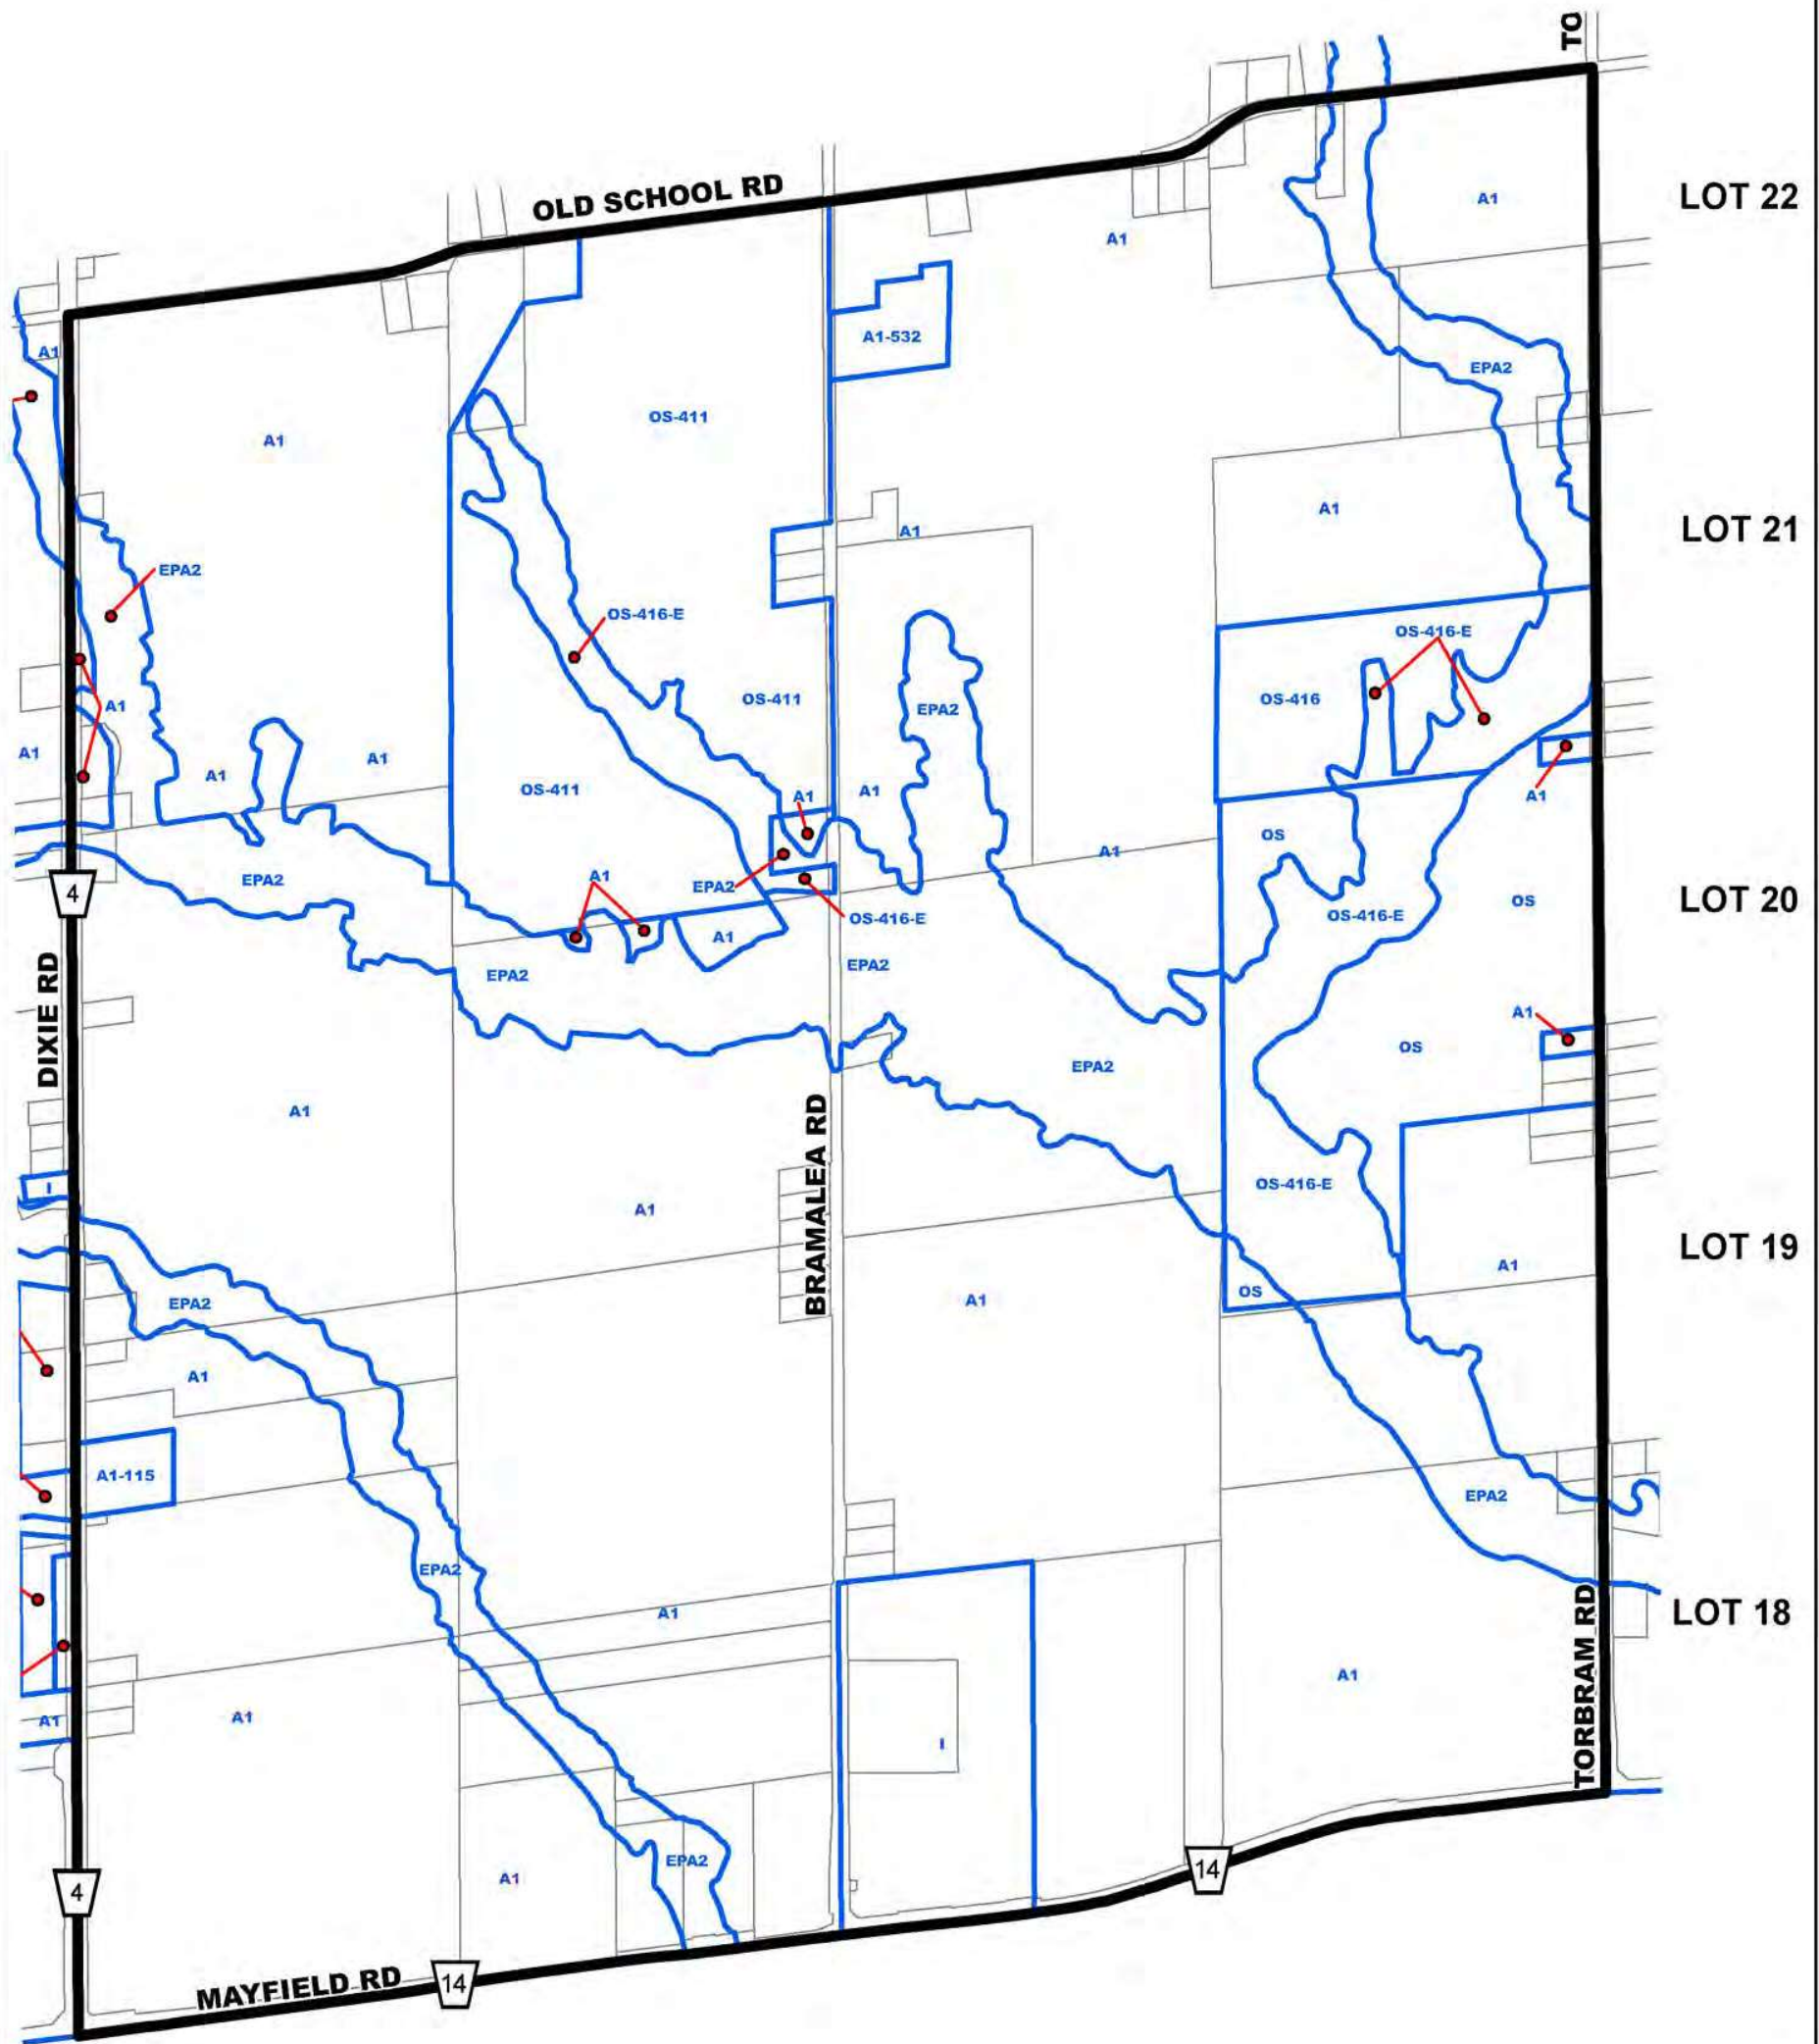 TO
LOT 22
OLD SCHOOL RD
A1
A1
A1-532
A1
EPA2
OS-411
A1
A1
LOT 21
A1
EPA2
OS-416-E
OS-416-E
OS-416
OS-411
EPA2
A1
A1
A1
A1
OS-411
A1
A1
A1
OS
A1
EPA2
A1
EPA2
OS-416-E
OS-416-E
OS
LOT 20
4
A1
EPA2
EPA2
DIXIE RD
A1
OS
EPA2
A1
BRAMALEA RD
I
OS-416-E
A1
LOT 19
A1
OS
A1
EPA2
A1
A1-115
EPA2
EPA2
A1
LOT 18
TORBRAM RD
A1
A1
A1
I
EPA2
14
A1
4
MAYFIELD RD
14